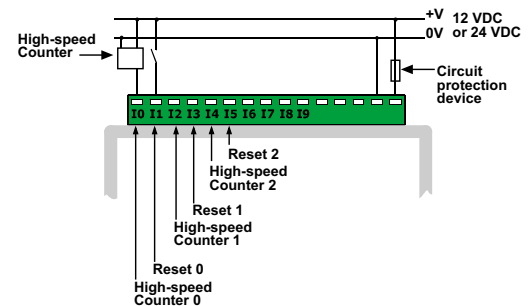 +V 12 VDC
0V or 24 VDC
High-speed
Counter
Circuit
protection
device
I0 I1 I2 I3 I4 I5 I6 I7 I8 I9
Reset 2
High-speed
Counter 2
Reset 1
High-speed
Counter 1
Reset 0
High-speed
Counter 0